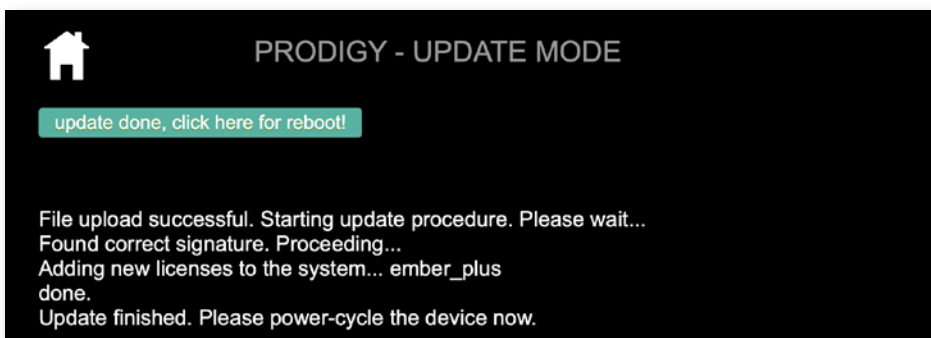 PRODIGY - UPDATE MODE
update done, click here for reboot!
File upload successful. Starting update procedure. Please wait...
Found correct signature. Proceeding...
Adding new licenses to the system... ember_plus
done.
Update finished. Please power-cycle the device now.